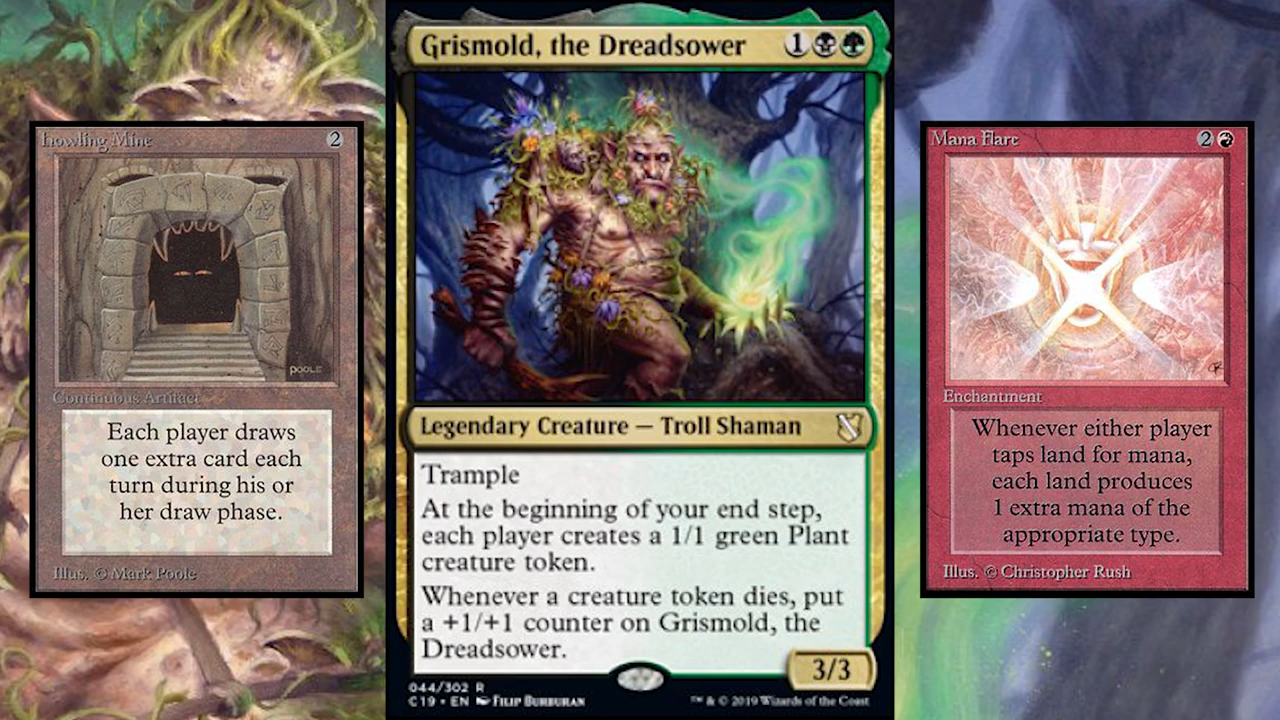 Howling Mine 2
POOLE
Continuous Artifact
Each player draws
one extra card each
turn during his or
her draw phase.
Illus. © Mark Poole
Grismold, the Dreadsower 1
Legendary Creature — Troll Shaman
Trample
At the beginning of your end step,
each player creates a 1/1 green Plant
creature token.
Whenever a creature token dies, put
a +1/+1 counter on Grismold, the
Dreadsower.
3/3
044/302 R
C19 • EN Filip Burburan
™ & © 2019 Wizards of the Coast
Mana Flare 2
Enchantment
Whenever either player
taps land for mana,
each land produces
1 extra mana of the
appropriate type.
Illus. © Christopher Rush